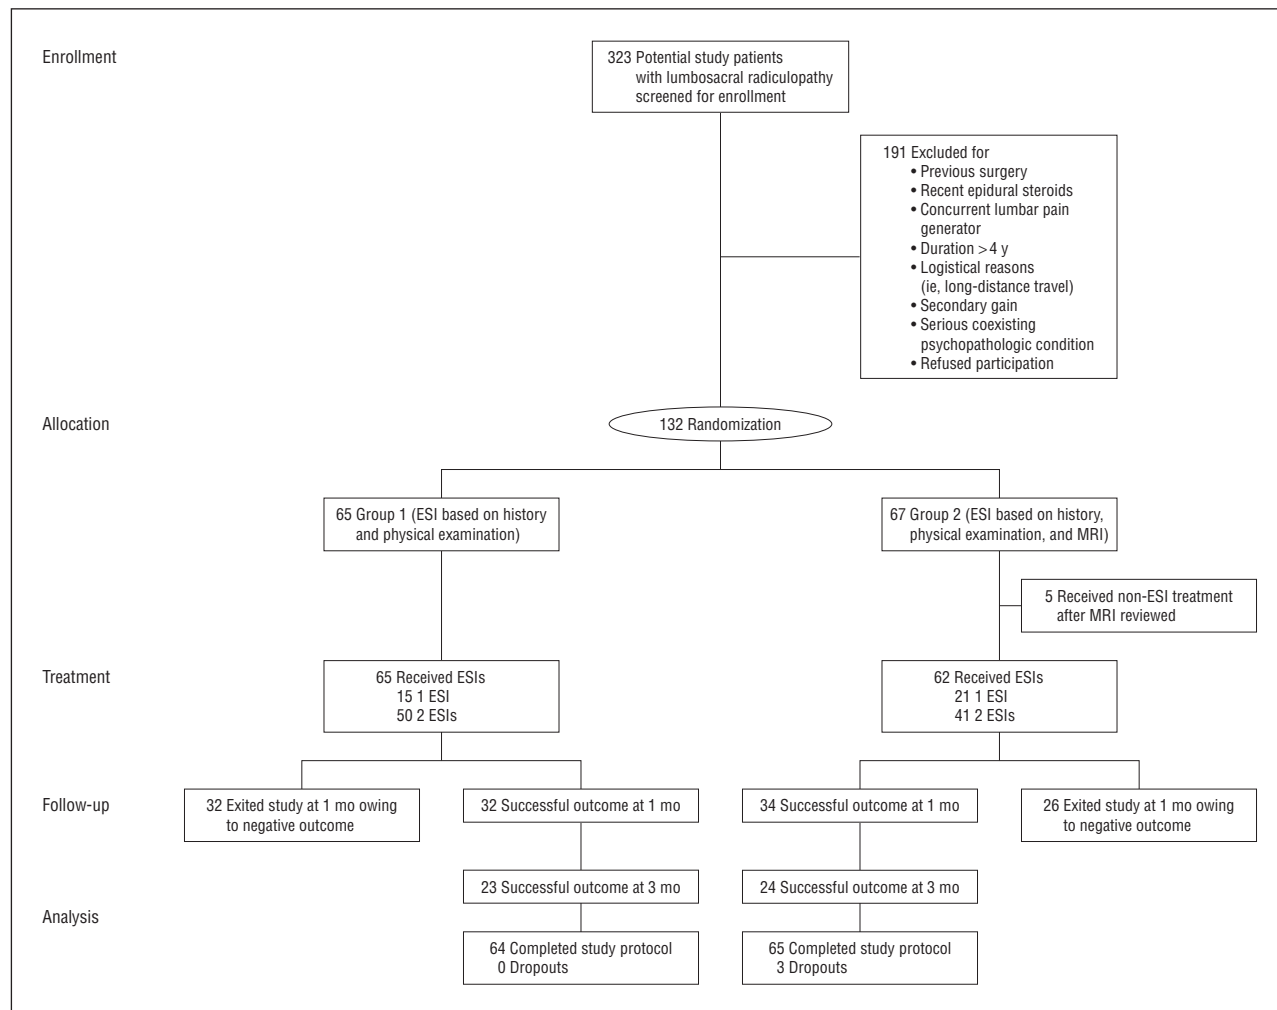 Enrollment
323 Potential study patients
with lumbosacral radiculopathy
screened for enrollment
191 Excluded for
• Previous surgery
• Recent epidural steroids
• Concurrent lumbar pain
generator
• Duration >4 y
• Logistical reasons
(ie, long-distance travel)
• Secondary gain
• Serious coexisting
psychopathologic condition
• Refused participation
Allocation
132 Randomization
65 Group 1 (ESI based on history
and physical examination)
67 Group 2 (ESI based on history,
physical examination, and MRI)
5 Received non-ESI treatment
after MRI reviewed
Treatment
65 Received ESIs
15 1 ESI
50 2 ESIs
62 Received ESIs
21 1 ESI
41 2 ESIs
Follow-up
32 Exited study at 1 mo owing
to negative outcome
32 Successful outcome at 1 mo
34 Successful outcome at 1 mo
26 Exited study at 1 mo owing
to negative outcome
23 Successful outcome at 3 mo
24 Successful outcome at 3 mo
Analysis
64 Completed study protocol
0 Dropouts
65 Completed study protocol
3 Dropouts